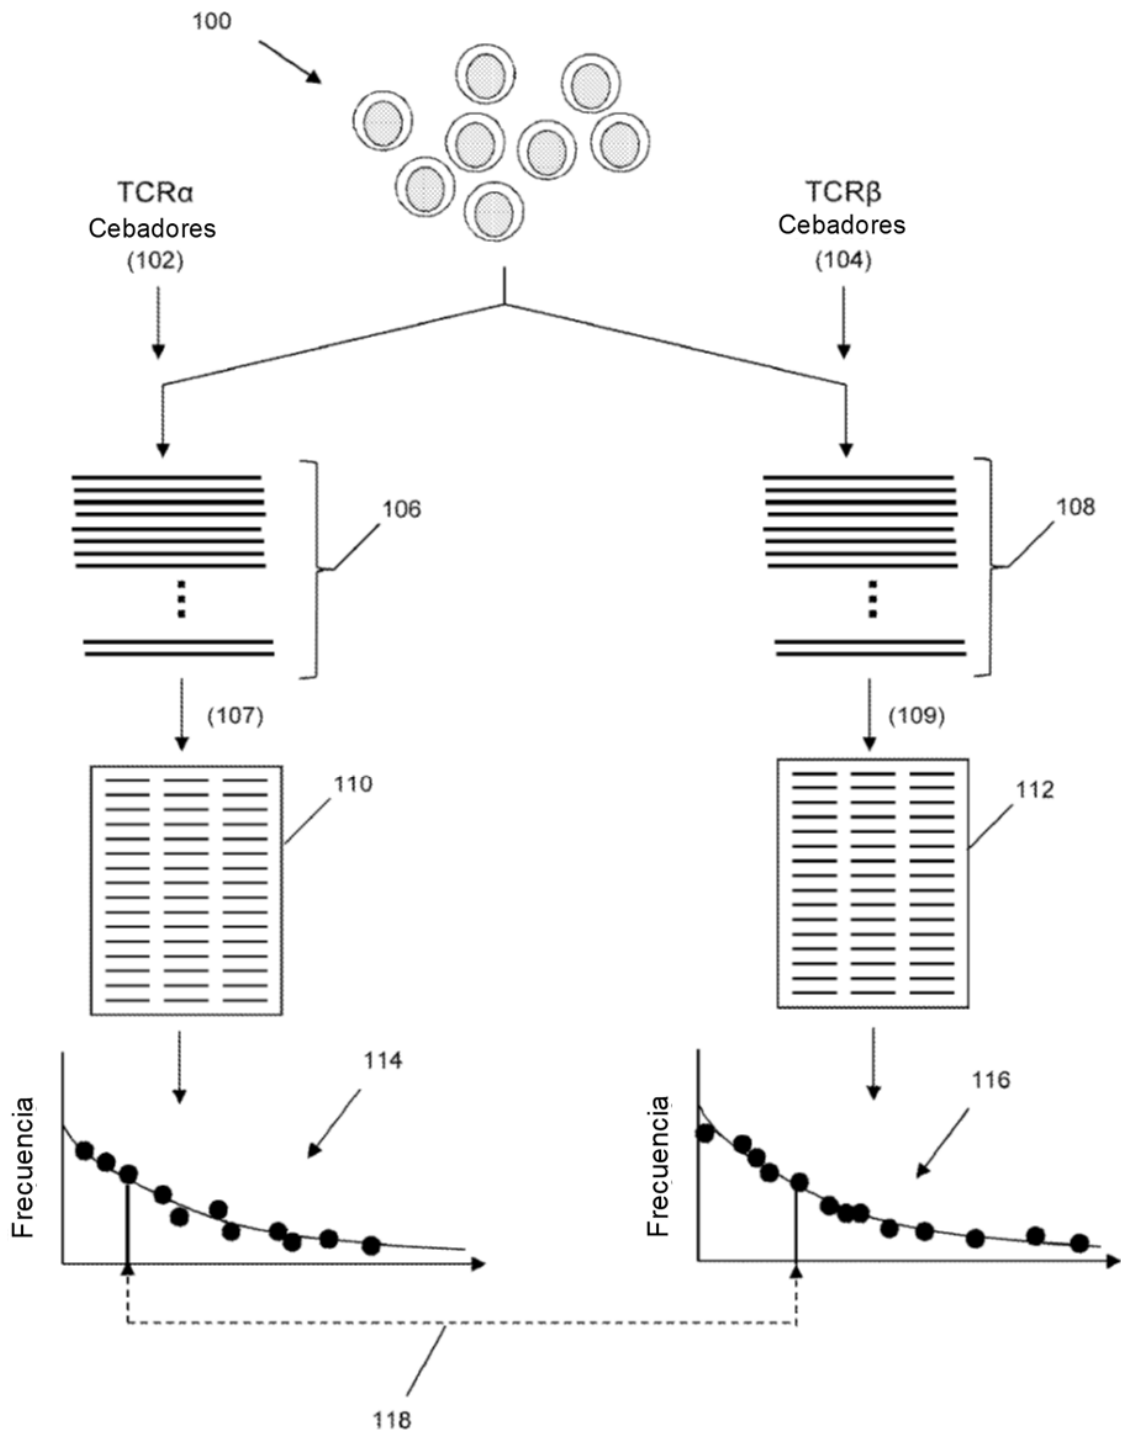 100
TCRα
Cebadores
(102)
TCRβ
Cebadores
(104)
106
108
(107)
(109)
110
112
114
116
Frecuencia
Frecuencia
118